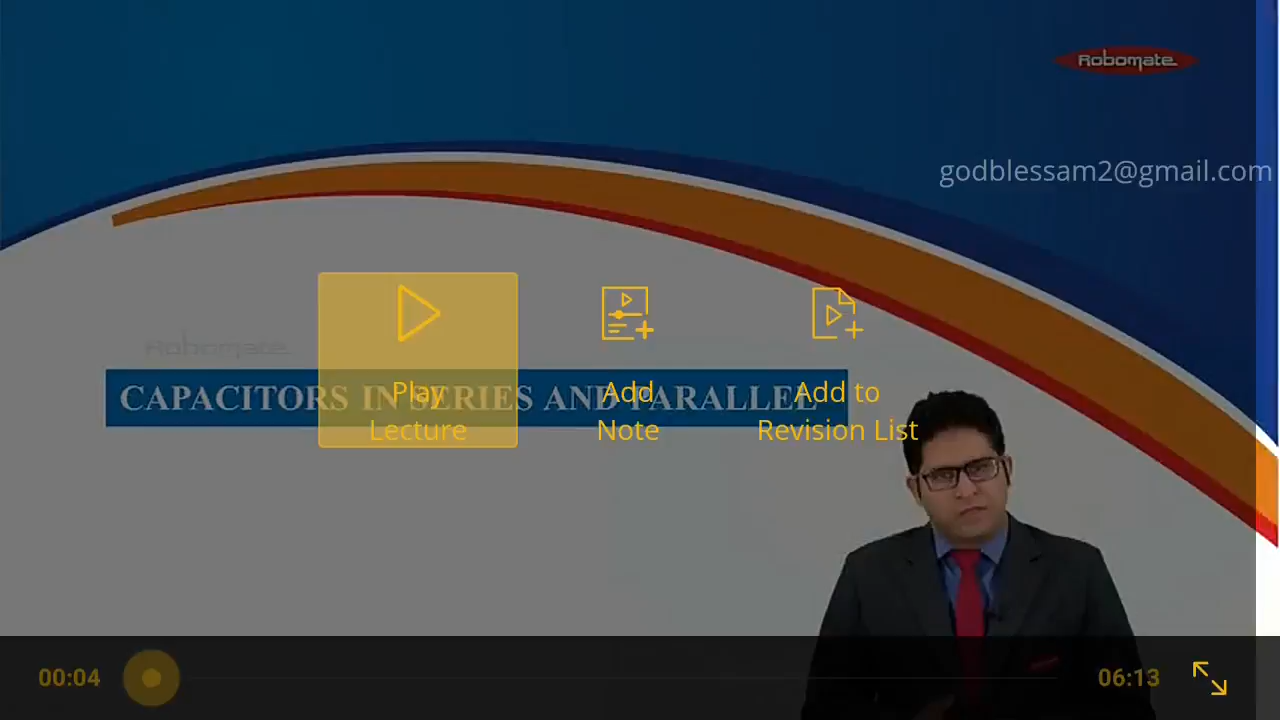 Robomate
godblessam2@gmail.com
Robomate
CAPACITORS IN SERIES AND PARALLEL
Play
Lecture
Add
Note
Add to
Revision List
00:04
06:13